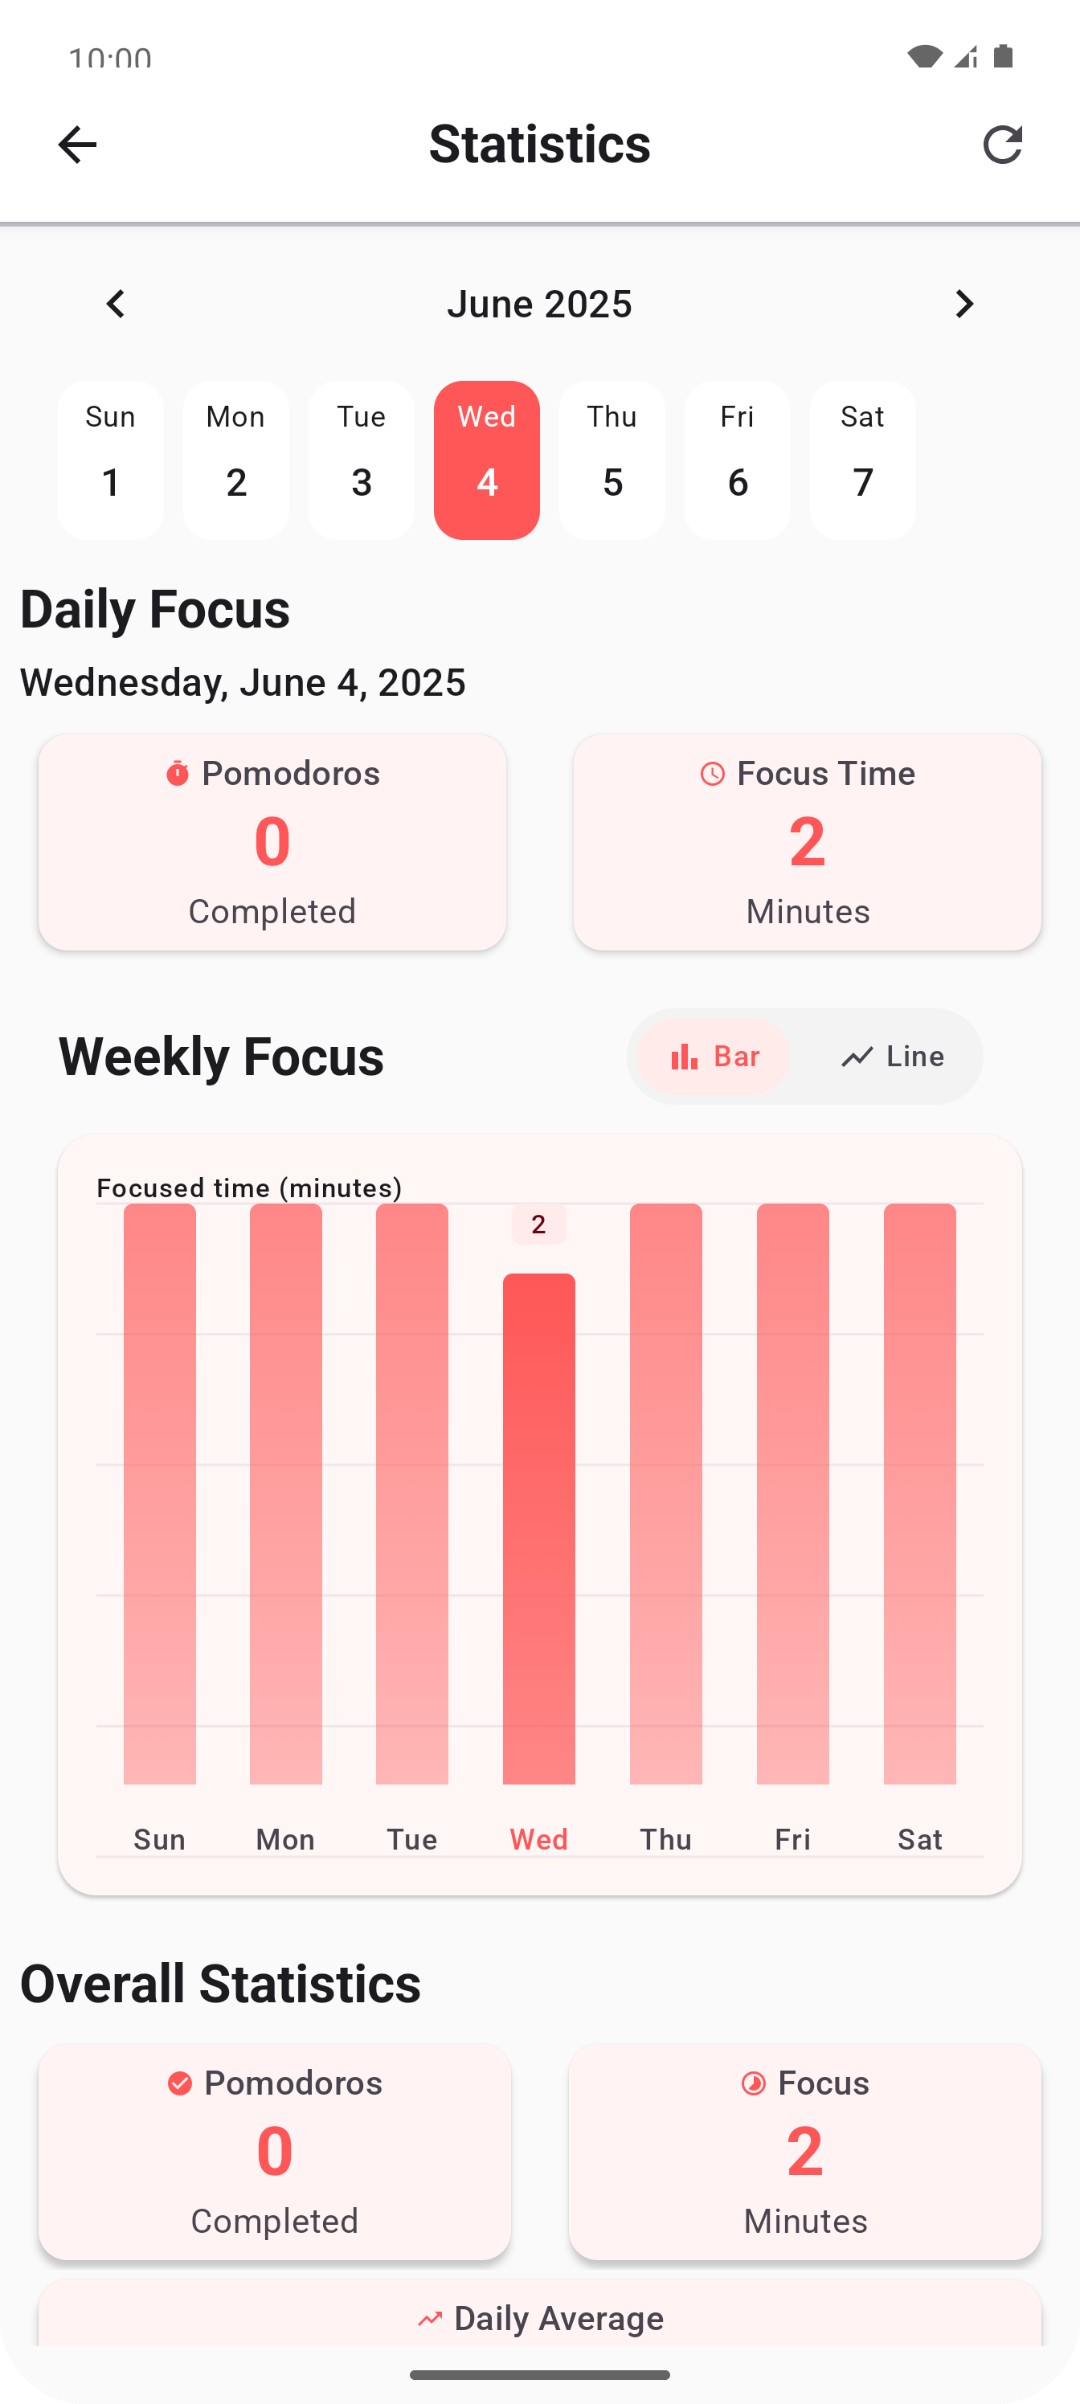 10:00
Statistics
June 2025
Sun Mon Tue Wed Thu Fri Sat
1 2 3 4 5 6 7
Daily Focus
Wednesday, June 4, 2025
Pomodoros Focus Time
0 2
Completed Minutes
Weekly Focus Bar Line
Focused time (minutes)
2
Sun Mon Tue Wed Thu Fri Sat
Overall Statistics
Pomodoros Focus
0 2
Completed Minutes
Daily Average